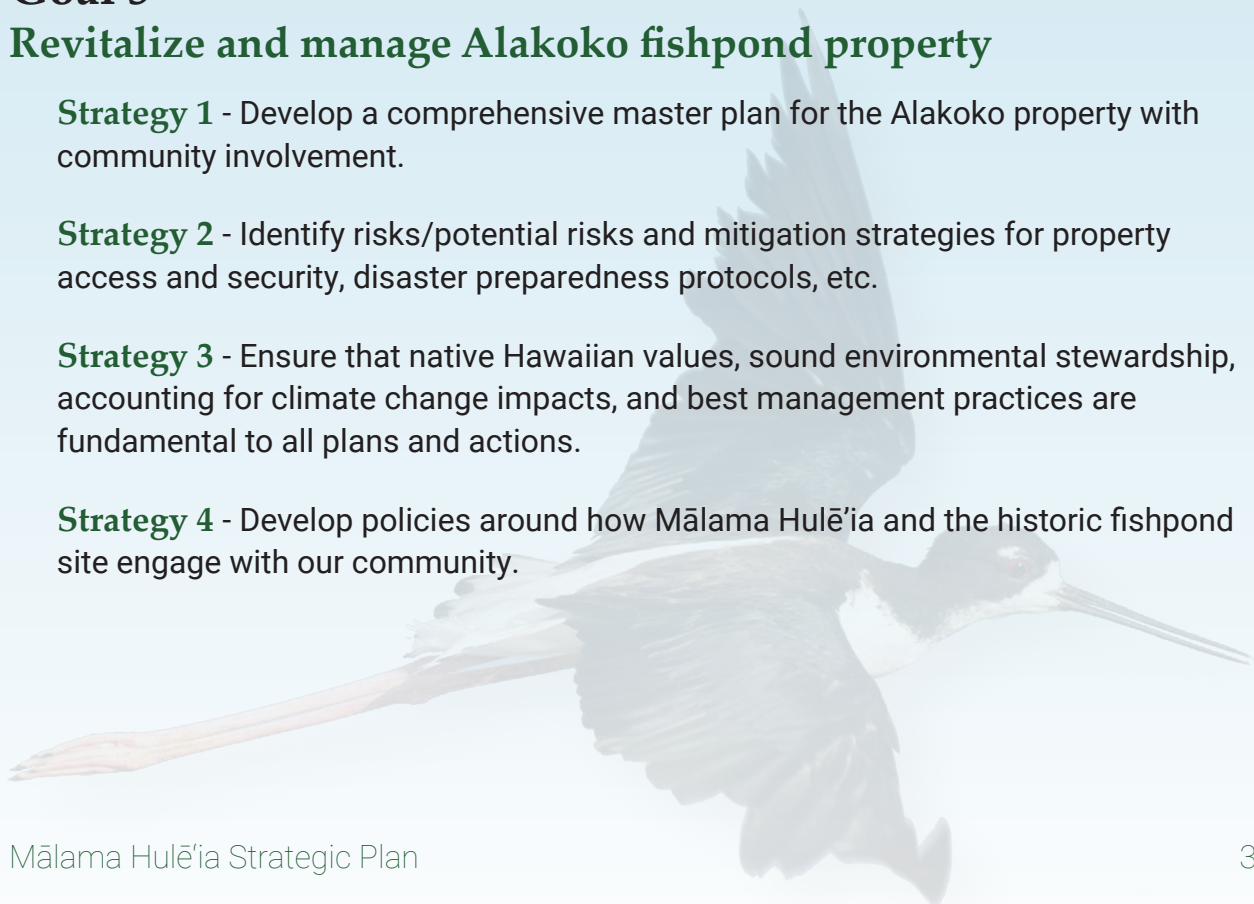 Revitalize and manage Alakoko fishpond property
Strategy 1 - Develop a comprehensive master plan for the Alakoko property with
community involvement.
Strategy 2 - Identify risks/potential risks and mitigation strategies for property
access and security, disaster preparedness protocols, etc.
Strategy 3 - Ensure that native Hawaiian values, sound environmental stewardship,
accounting for climate change impacts, and best management practices are
fundamental to all plans and actions.
Strategy 4 - Develop policies around how Mālama Hulē’ia and the historic fishpond
site engage with our community.
Mālama Hulēʻia Strategic Plan
3